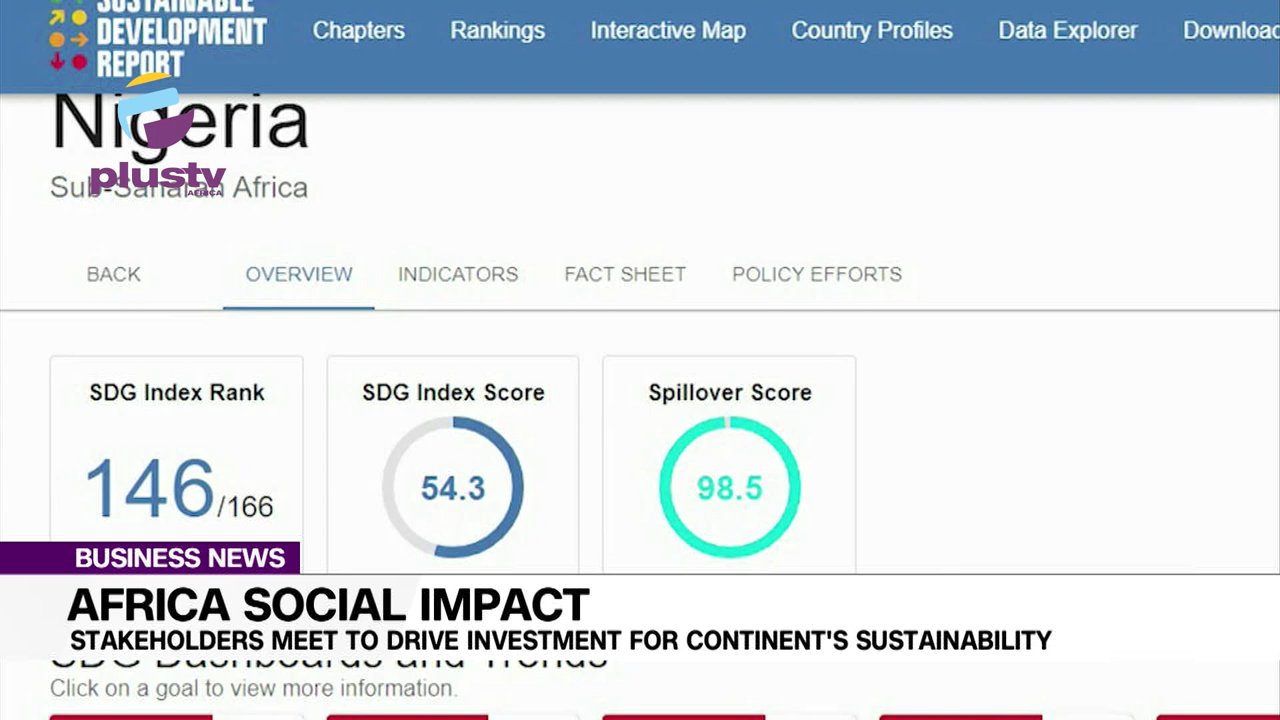 SUSTAINABLE
DEVELOPMENT
REPORT
Chapters Rankings Interactive Map Country Profiles Data Explorer Download
Nigeria
plustv
AFRICA
Sub-Saharan Africa
BACK OVERVIEW INDICATORS FACT SHEET POLICY EFFORTS
SDG Index Rank
146/166
SDG Index Score
54.3
Spillover Score
98.5
BUSINESS NEWS
AFRICA SOCIAL IMPACT
STAKEHOLDERS MEET TO DRIVE INVESTMENT FOR CONTINENT'S SUSTAINABILITY
SDG Dashboards and Trends
Click on a goal to view more information.